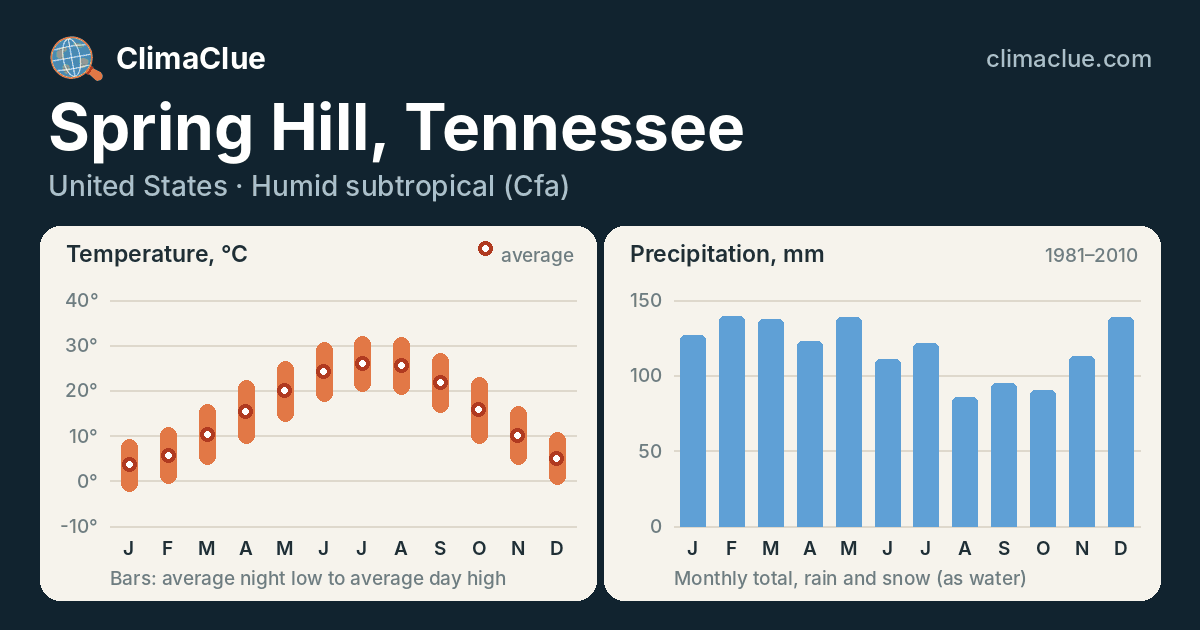 ClimaClue
climaclue.com
Spring Hill, Tennessee
United States · Humid subtropical (Cfa)
Temperature, °C
average
40°
30°
20°
10°
0°
-10°
J F M A M J J A S O N D
Bars: average night low to average day high
Precipitation, mm
1981–2010
150
100
50
0
J F M A M J J A S O N D
Monthly total, rain and snow (as water)